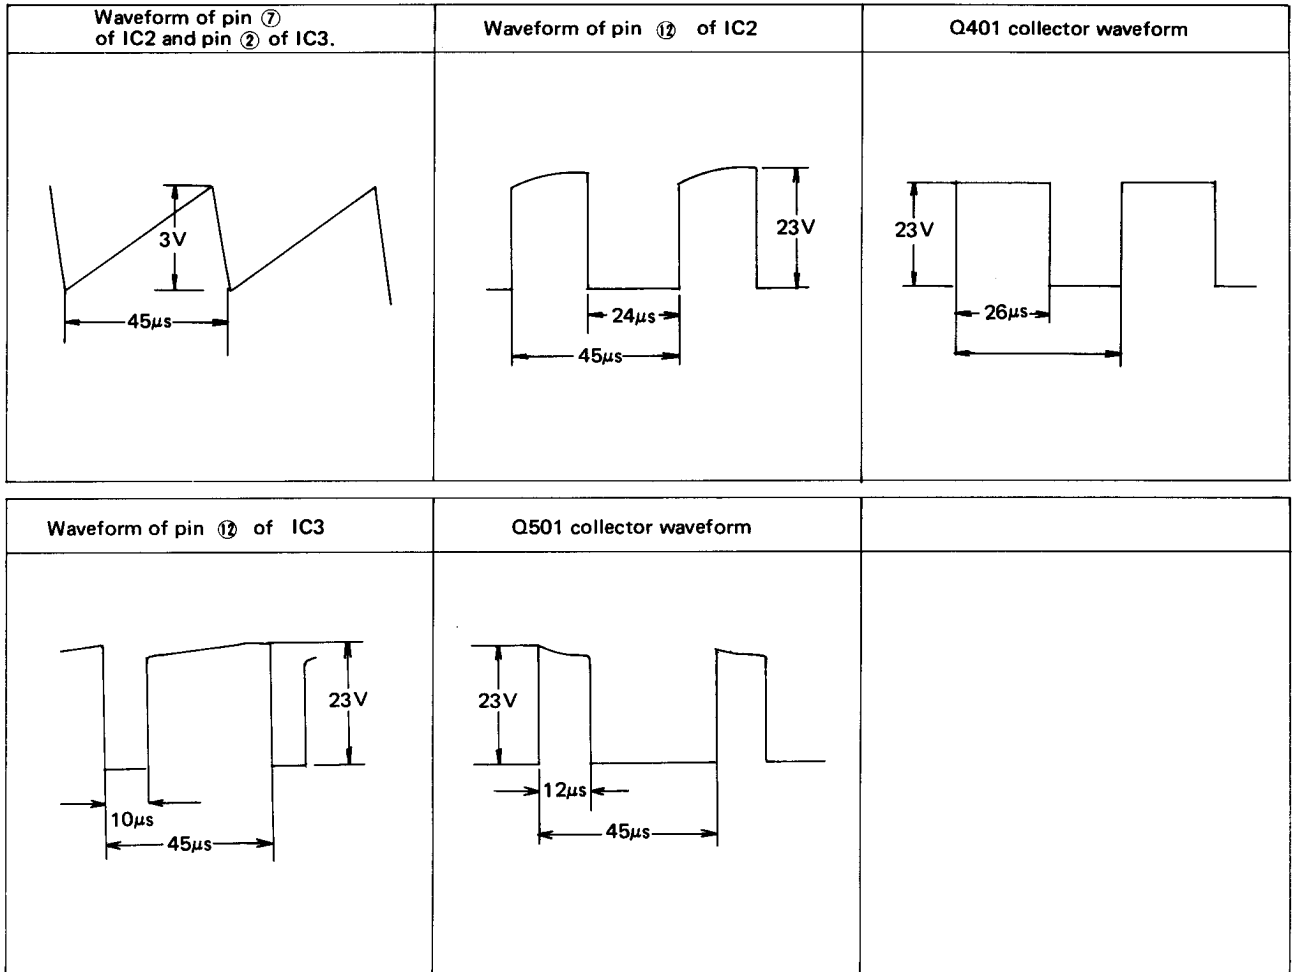 Waveform of pin ⑦
of IC2 and pin ② of IC3.
Waveform of pin ⑫ of IC2
Q401 collector waveform
3V
45μs
23V
24μs
45μs
23V
26μs
Waveform of pin ⑫ of IC3
Q501 collector waveform
23V
10μs
45μs
23V
12μs
45μs